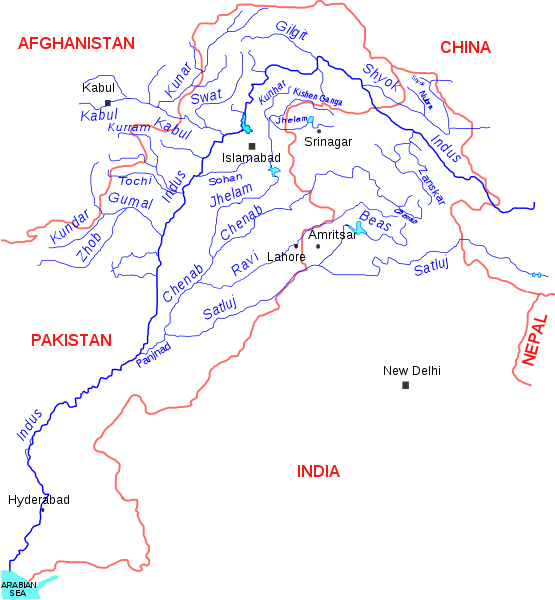 Gilgit
AFGHANISTAN
CHINA
Kunar
Shyok
Shyok
Nubra
Kabul
Swat
Kunhar
Kishen Ganga
Kabul
Kurram
Kabul
Jhelam
Srinagar
Indus
Islamabad
Tochi
Indus
Sohan
Zanskar
Gumal
Jhelam
Kundar
Chenab
Beas
Zhob
Amritsar
Ravi
Lahore
Chenab
Satluj
Satluj
PAKISTAN
Panjnad
NEPAL
New Delhi
Indus
INDIA
Hyderabad
ARABIAN
SEA